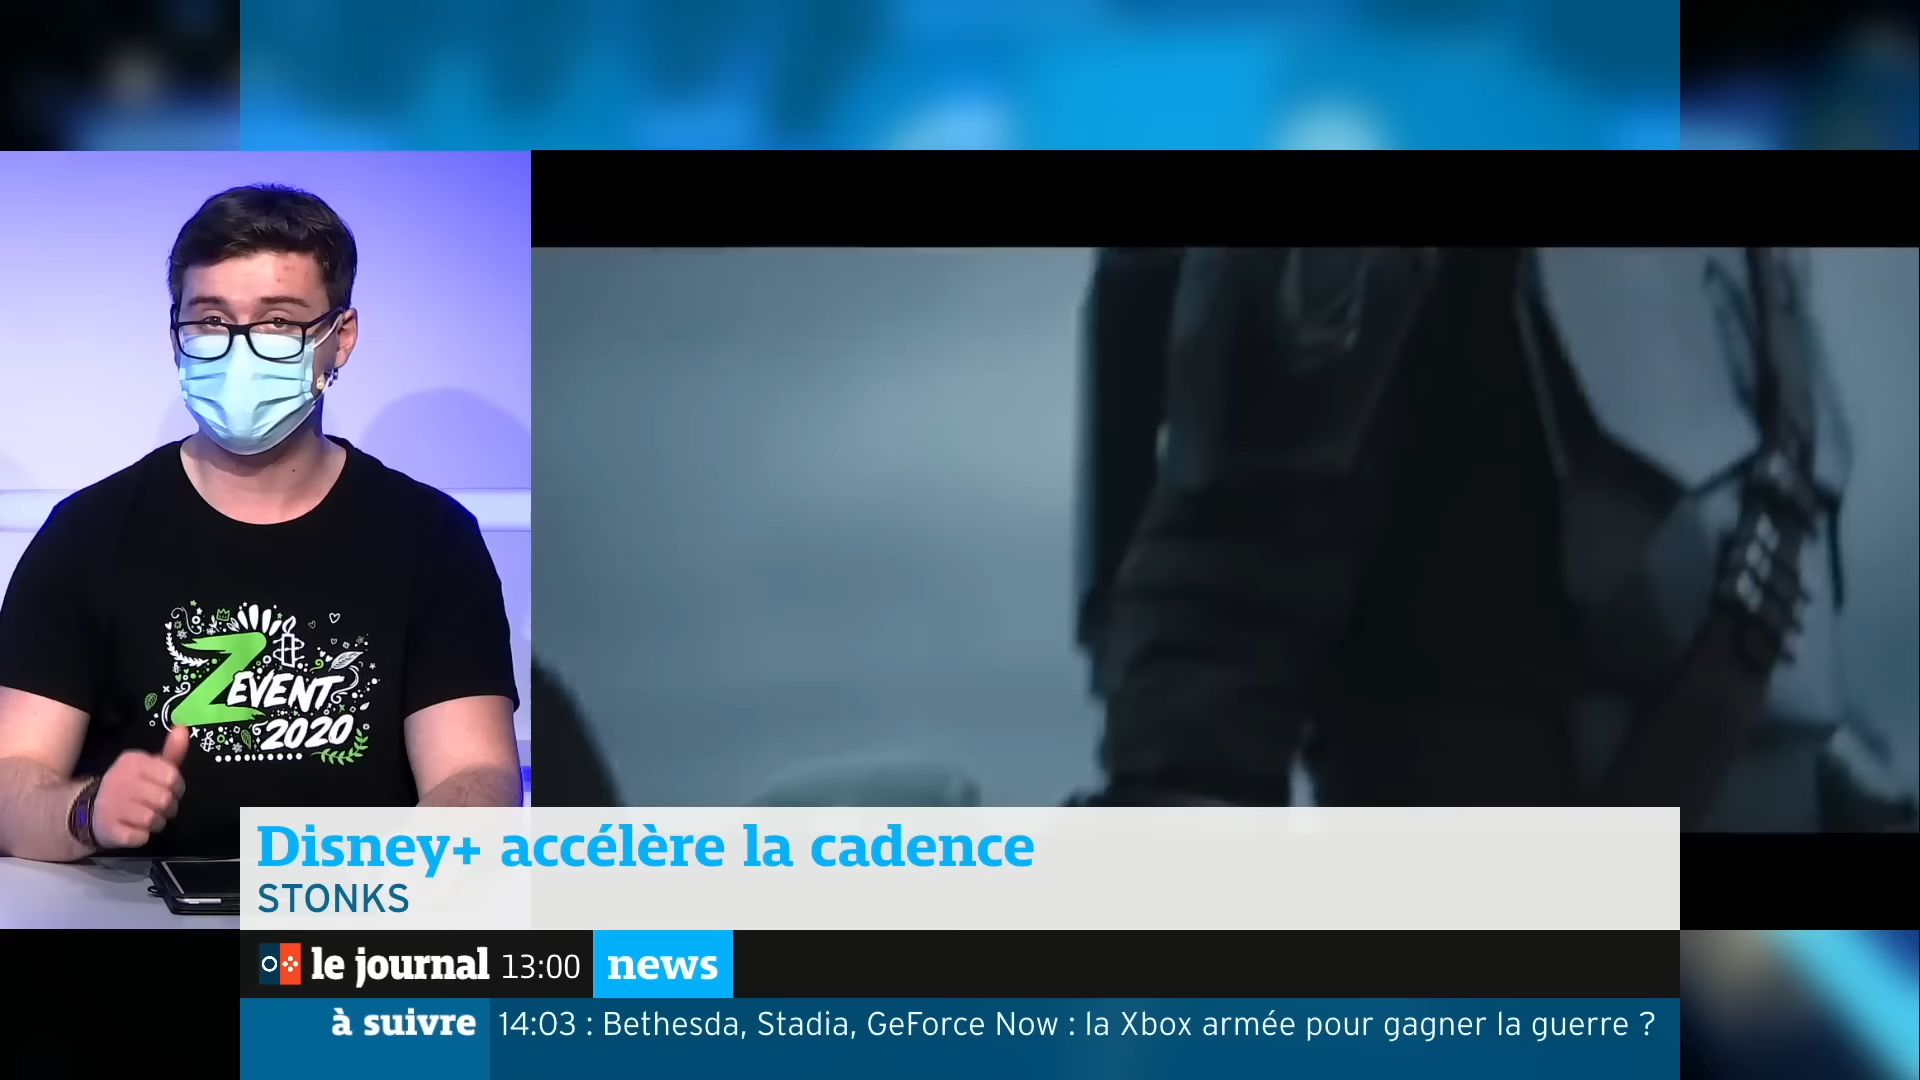 ZEVENT
2020
Disney+ accélère la cadence
STONKS
le journal 13:00 news
à suivre 14:03 : Bethesda, Stadia, GeForce Now : la Xbox armée pour gagner la guerre ?